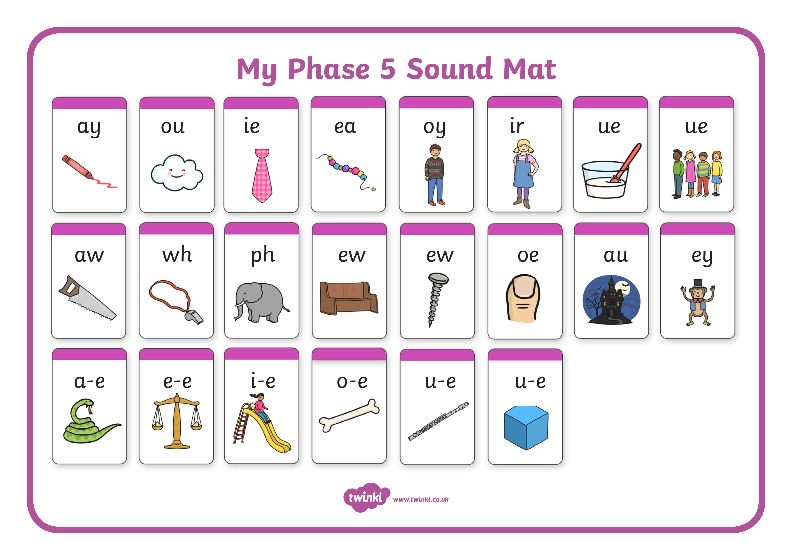 My Phase 5 Sound Mat
ay ou ie ea oy ir ue ue
aw wh ph ew ew oe au ey
a-e e-e i-e o-e u-e u-e
twinkl www.twinkl.co.uk